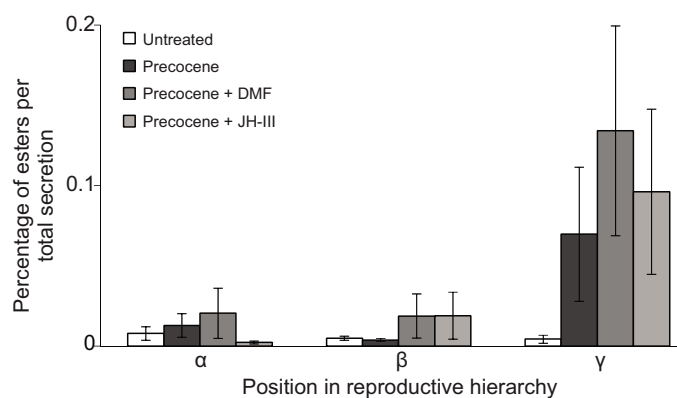 0.2
0.1
0
Percentage of esters per
total secretion
Untreated
Precocene
Precocene + DMF
Precocene + JH-III
α
β
γ
Position in reproductive hierarchy